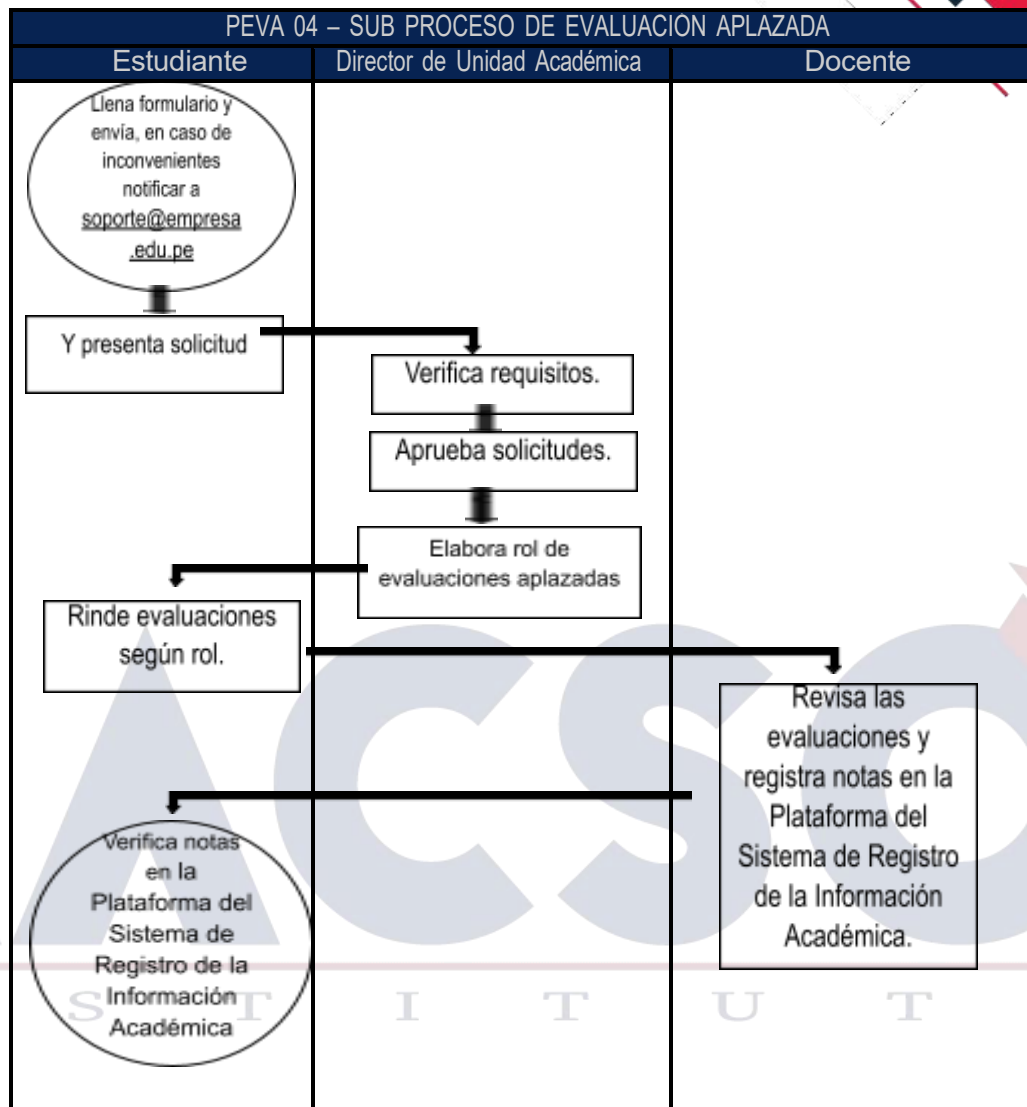 PEVA 04 – SUB PROCESO DE EVALUACIÓN APLAZADA
Estudiante
Director de Unidad Académica
Docente
Llena formulario y
envía, en caso de
inconvenientes
notificar a
soporte@empresa
.edu.pe
Y presenta solicitud
Verifica requisitos.
Aprueba solicitudes.
Elabora rol de
evaluaciones aplazadas
Rinde evaluaciones
según rol.
Revisa las
evaluaciones y
registra notas en la
Plataforma del
Sistema de Registro
de la Información
Académica.
Verifica notas
en la
Plataforma del
Sistema de
Registro de la
Información
Académica
ACSO
S T I T U T